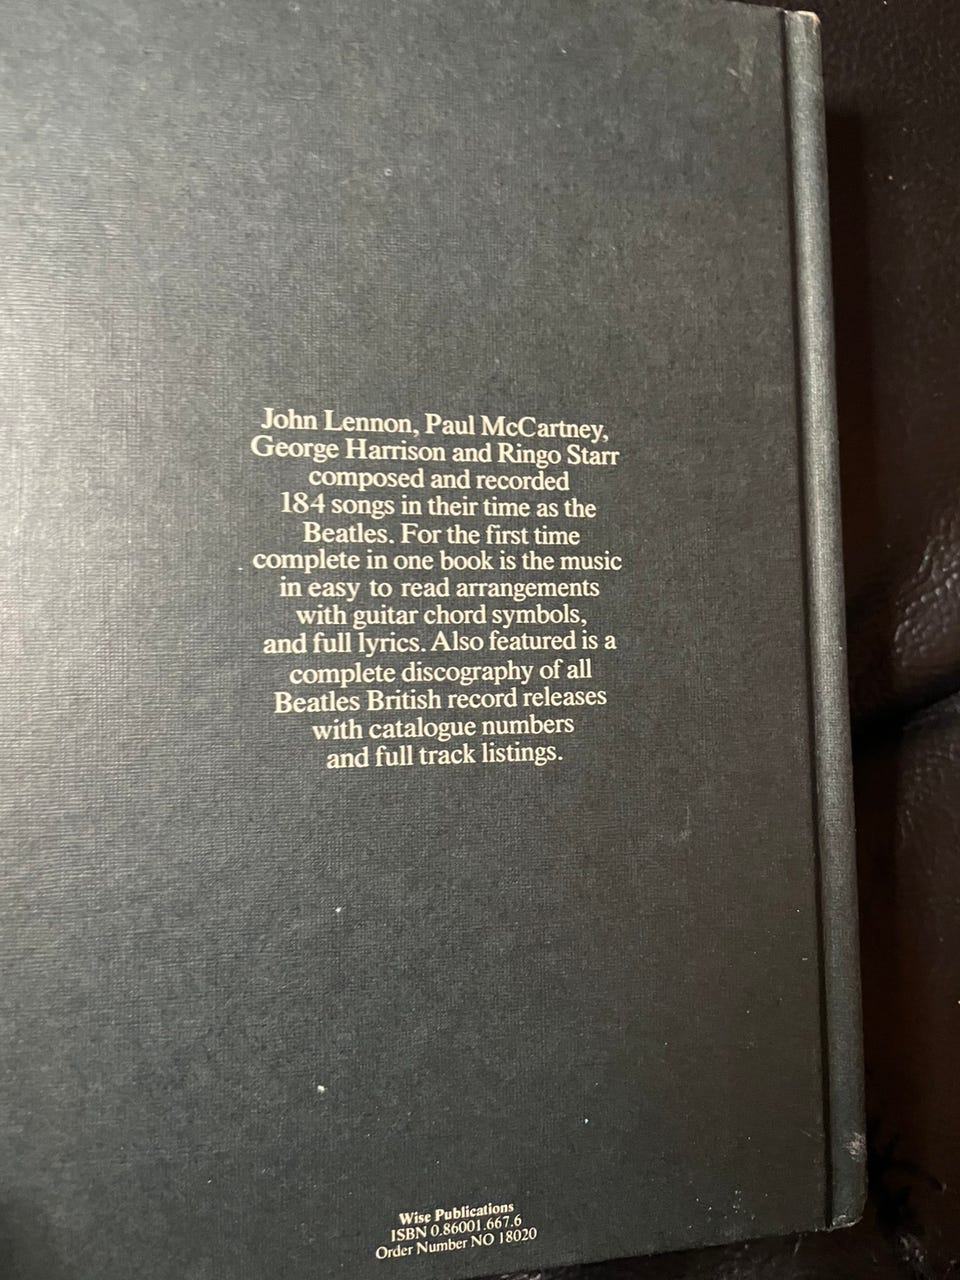 John Lennon, Paul McCartney,
George Harrison and Ringo Starr
composed and recorded
184 songs in their time as the
Beatles. For the first time
complete in one book is the music
in easy to read arrangements
with guitar chord symbols,
and full lyrics. Also featured is a
complete discography of all
Beatles British record releases
with catalogue numbers
and full track listings.
Wise Publications
ISBN 0.86001.667.6
Order Number NO 18020